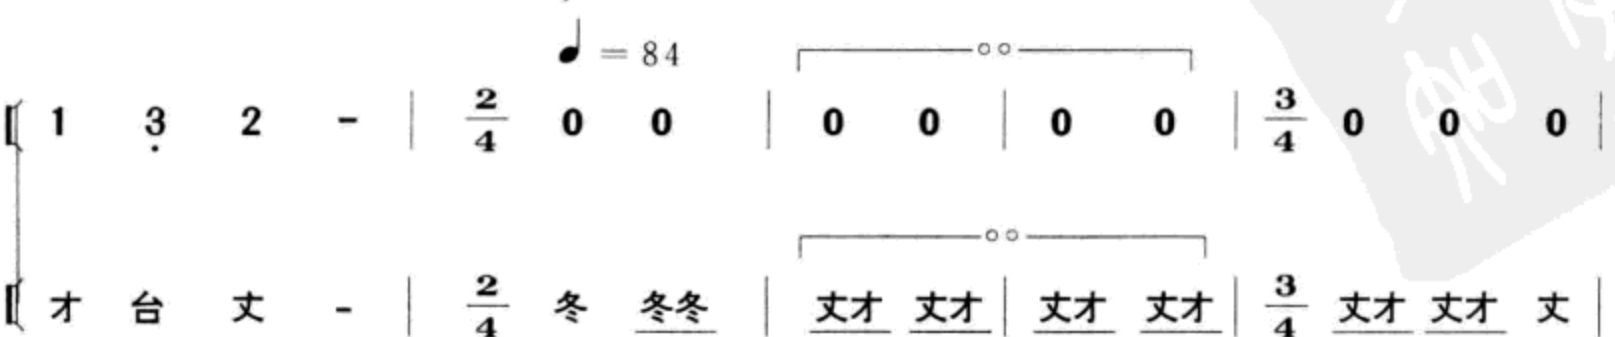 ♩ = 84
1 3 2 - | 2/4 0 0 | 0 0 | 0 0 | 3/4 0 0 0 |
才 台 丈 - | 2/4 冬 冬冬 | 丈才 丈才 | 丈才 丈才 | 3/4 丈才 丈才 丈 |